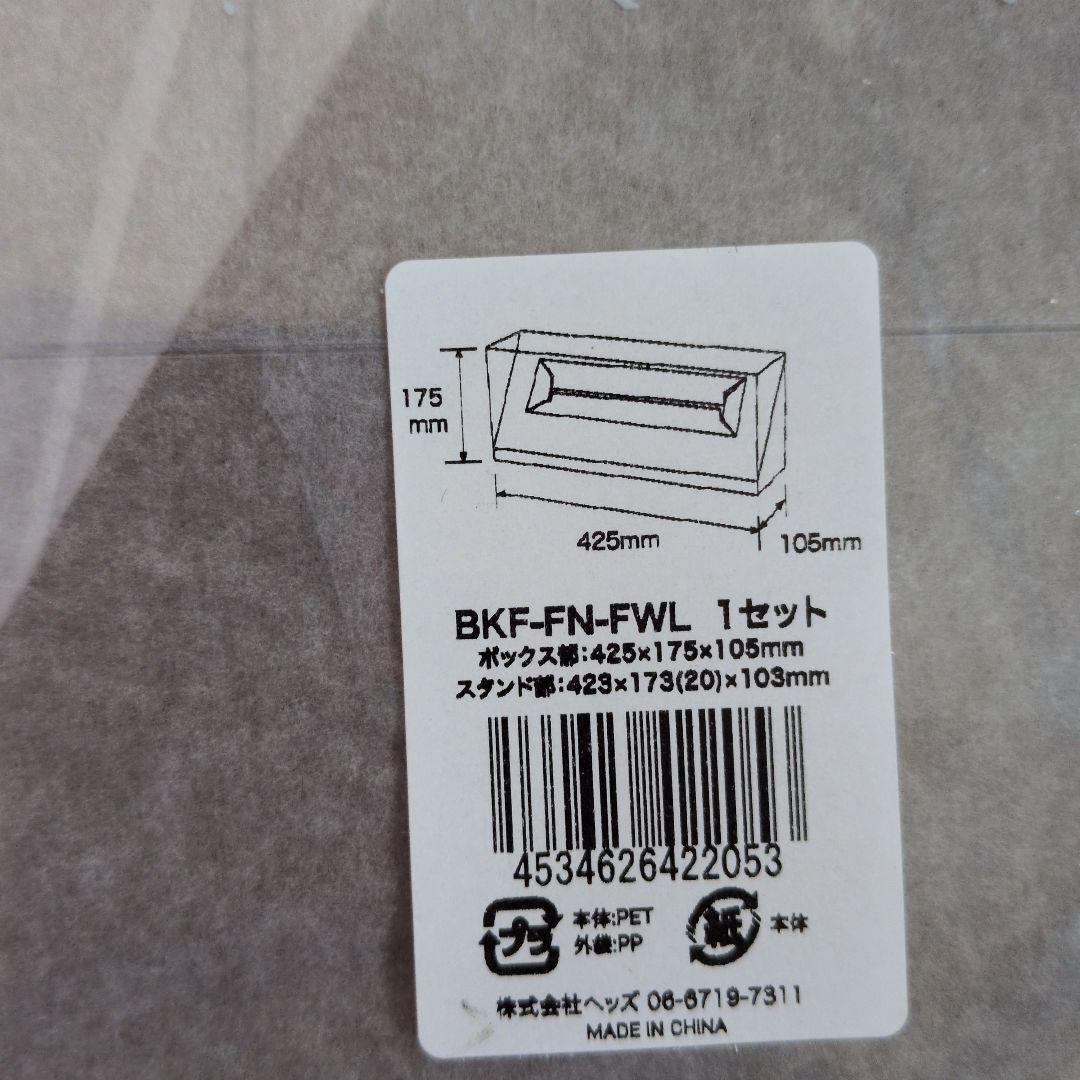 175
mm
425mm
105mm
BKF-FN-FWL 1セット
ボックス部:425×175×105mm
スタンド部:423×173(20)×103mm
4534626422053
プラ
本体:PET
外袋:PP
紙
本体
株式会社ヘッズ 06-6719-7311
MADE IN CHINA